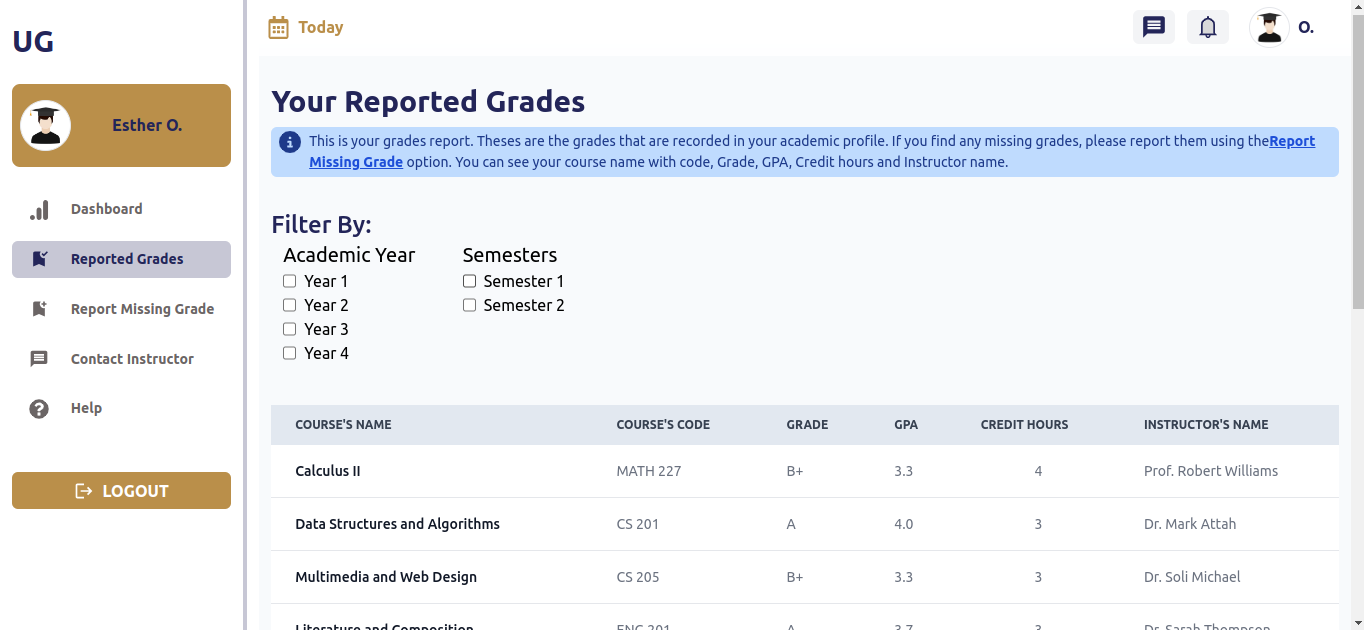 UG
Esther O.
Dashboard
Reported Grades
Report Missing Grade
Contact Instructor
Help
LOGOUT
Today
O.
Your Reported Grades
This is your grades report. Theses are the grades that are recorded in your academic profile. If you find any missing grades, please report them using theReport
Missing Grade option. You can see your course name with code, Grade, GPA, Credit hours and Instructor name.
Filter By:
Academic Year
Year 1
Year 2
Year 3
Year 4
Semesters
Semester 1
Semester 2
COURSE'S NAME COURSE'S CODE GRADE GPA CREDIT HOURS INSTRUCTOR'S NAME
Calculus II MATH 227 B+ 3.3 4 Prof. Robert Williams
Data Structures and Algorithms CS 201 A 4.0 3 Dr. Mark Attah
Multimedia and Web Design CS 205 B+ 3.3 3 Dr. Soli Michael
Literature and Composition ENG 201 A 3.7 3 Dr. Sarah Thompson